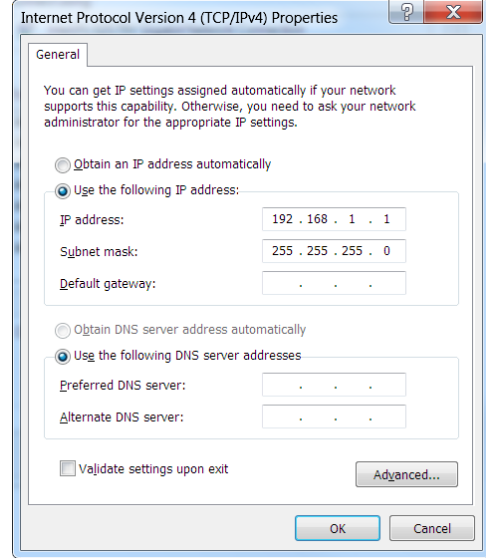 Internet Protocol Version 4 (TCP/IPv4) Properties
General
You can get IP settings assigned automatically if your network
supports this capability. Otherwise, you need to ask your network
administrator for the appropriate IP settings.
Obtain an IP address automatically
Use the following IP address:
IP address: 192 . 168 . 1 . 1
Subnet mask: 255 . 255 . 255 . 0
Default gateway: . . .
Obtain DNS server address automatically
Use the following DNS server addresses
Preferred DNS server: . . .
Alternate DNS server: . . .
Validate settings upon exit
Advanced...
OK Cancel